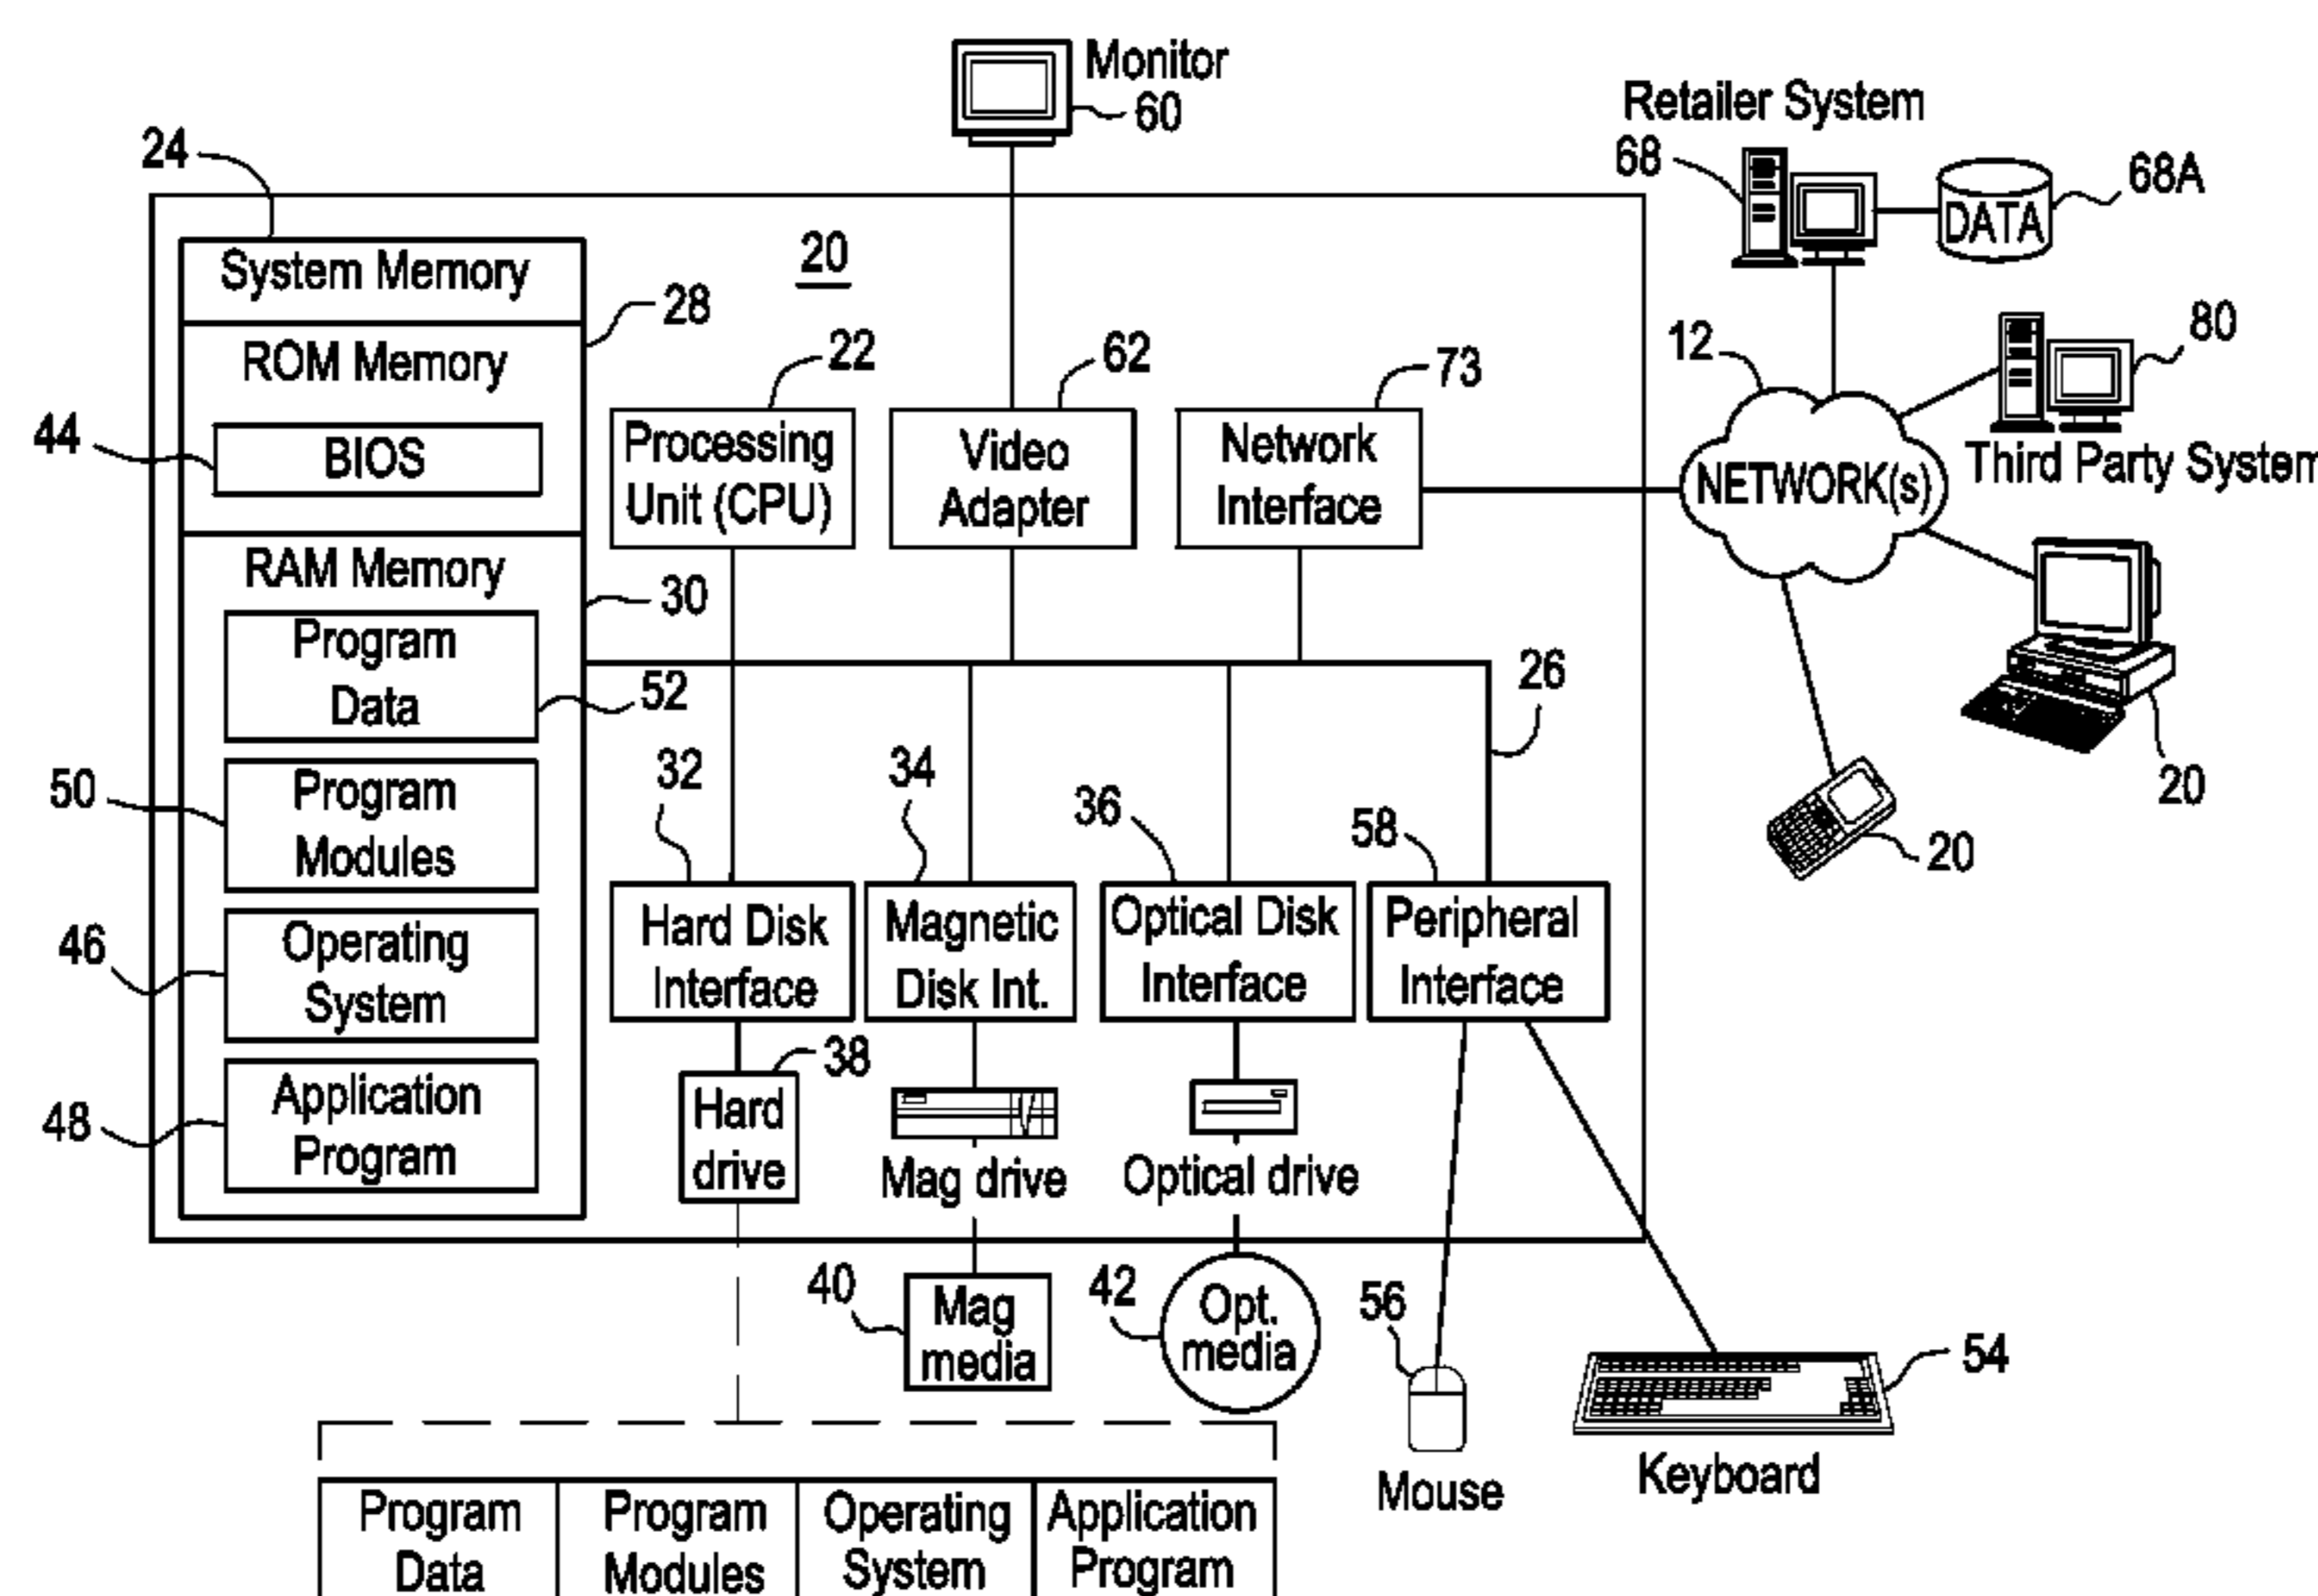 Monitor
60
Retailer System
68
68A
DATA
24
System Memory
20
28
ROM Memory
22
62
73
12
80
44
BIOS
Processing
Unit (CPU)
Video
Adapter
Network
Interface
NETWORK(s)
Third Party System
RAM Memory
30
Program
Data
52
26
20
50
Program
Modules
32
34
36
58
20
46
Operating
System
Hard Disk
Interface
Magnetic
Disk Int.
Optical Disk
Interface
Peripheral
Interface
48
Application
Program
38
Hard
drive
Mag drive
Optical drive
40
Mag
media
42
Opt.
media
56
54
Mouse
Keyboard
Program
Data
Program
Modules
Operating
System
Application
Program